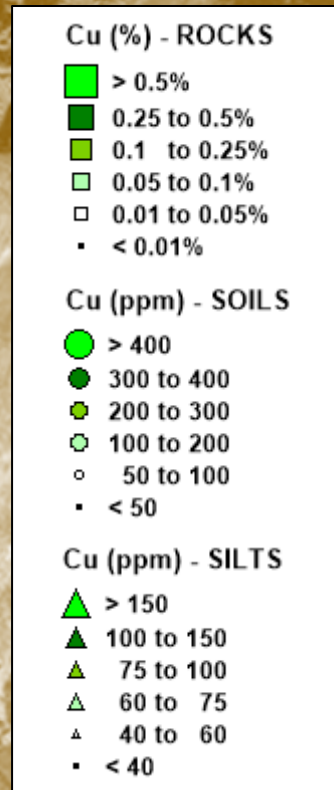 Cu (%) - ROCKS
> 0.5%
0.25 to 0.5%
0.1 to 0.25%
0.05 to 0.1%
0.01 to 0.05%
< 0.01%
Cu (ppm) - SOILS
> 400
300 to 400
200 to 300
100 to 200
50 to 100
< 50
Cu (ppm) - SILTS
> 150
100 to 150
75 to 100
60 to 75
40 to 60
< 40